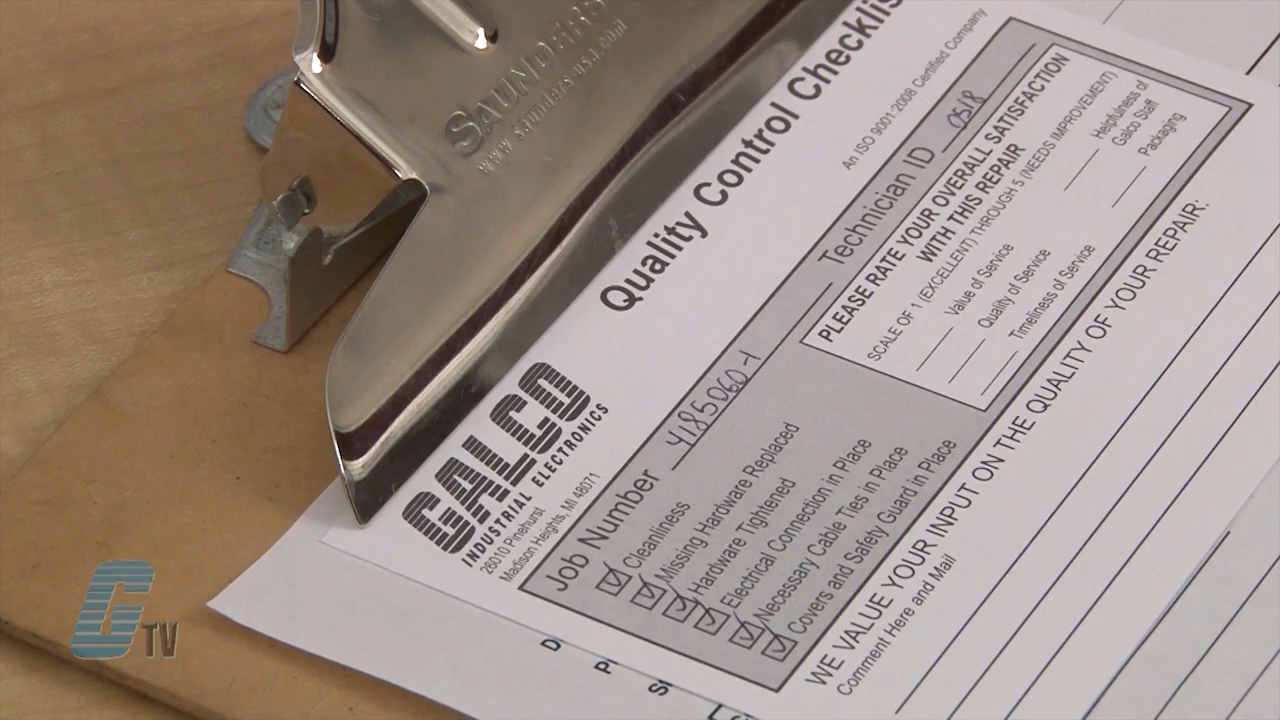 SAUNDERS
www.saunders-usa.com
Quality Control Checklis
An ISO 9001:2008 Certified Company
GALCO
INDUSTRIAL ELECTRONICS
26010 Pinehurst
Madison Heights, MI 48071
Job Number 4185060-1 Technician ID 0518
Cleanliness
Missing Hardware Replaced
Hardware Tightened
Electrical Connection in Place
Necessary Cable Ties in Place
Covers and Safety Guard in Place
PLEASE RATE YOUR OVERALL SATISFACTION
WITH THIS REPAIR
SCALE OF 1 (EXCELLENT) THROUGH 5 (NEEDS IMPROVEMENT)
Value of Service
Quality of Service
Timeliness of Service
Helpfulness of
Galco Staff
Packaging
WE VALUE YOUR INPUT ON THE QUALITY OF YOUR REPAIR:
Comment Here and Mail
G TV